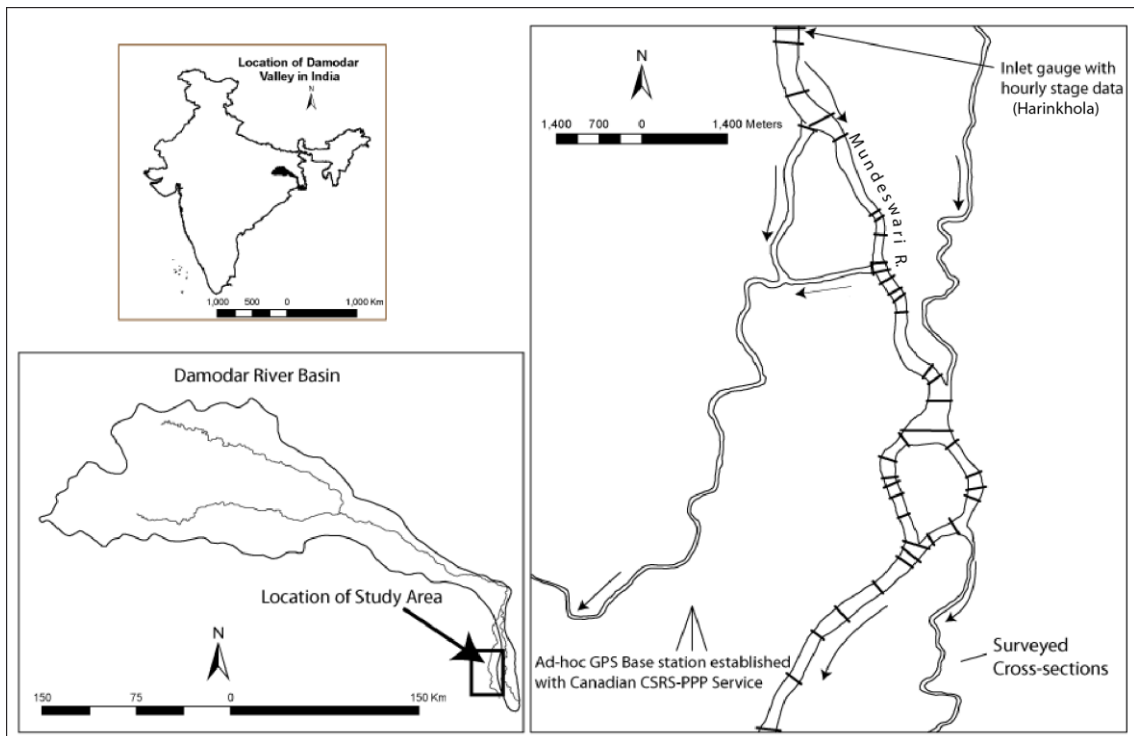 Location of Damodar
Valley in India
N
1,000 500 0 1,000 Km
Damodar River Basin
Location of Study Area
N
150 75 0 150 Km
N
1,400 700 0 1,400 Meters
Inlet gauge with
hourly stage data
(Harinkhola)
Mundeswari R.
Ad-hoc GPS Base station established
with Canadian CSRS-PPP Service
Surveyed
Cross-sections